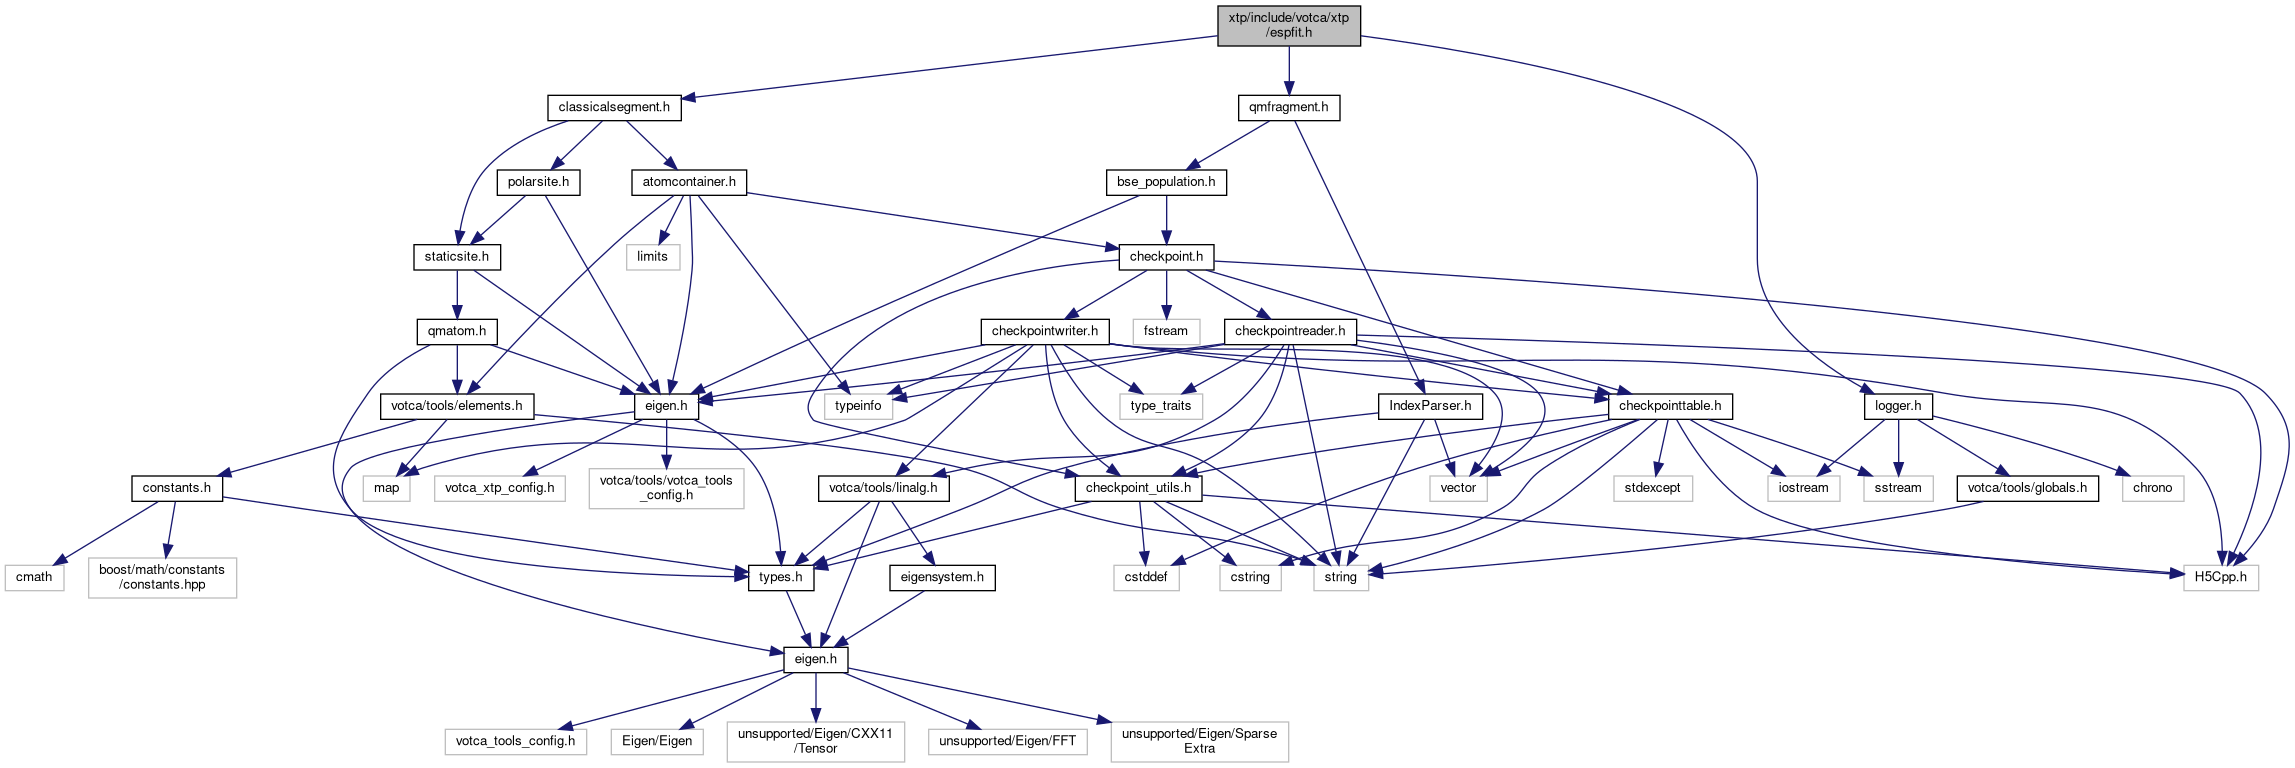 xtp/include/votca/xtp
/espfit.h
classicalsegment.h
qmfragment.h
polarsite.h
atomcontainer.h
bse_population.h
staticsite.h
limits
checkpoint.h
qmatom.h
checkpointwriter.h
fstream
checkpointreader.h
votca/tools/elements.h
eigen.h
typeinfo
type_traits
IndexParser.h
checkpointtable.h
logger.h
constants.h
map
votca_xtp_config.h
votca/tools/votca_tools
_config.h
votca/tools/linalg.h
checkpoint_utils.h
vector
stdexcept
iostream
sstream
votca/tools/globals.h
chrono
cmath
boost/math/constants
/constants.hpp
types.h
eigensystem.h
cstddef
cstring
string
H5Cpp.h
eigen.h
votca_tools_config.h
Eigen/Eigen
unsupported/Eigen/CXX11
/Tensor
unsupported/Eigen/FFT
unsupported/Eigen/Sparse
Extra